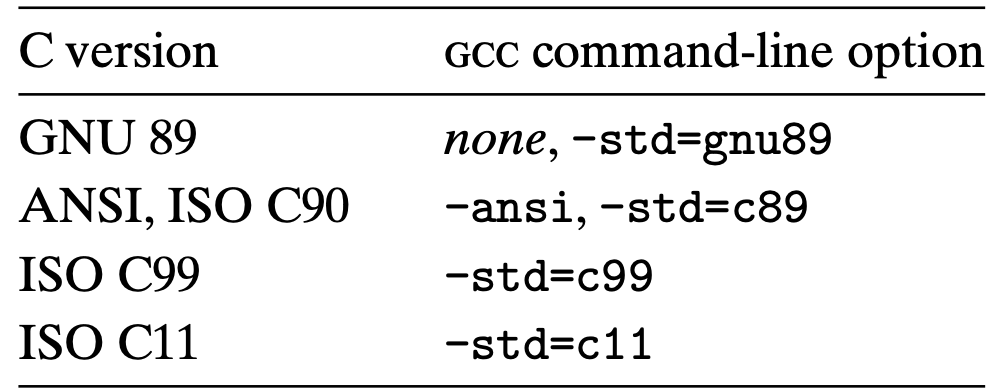 C version GCC command-line option
GNU 89 none, -std=gnu89
ANSI, ISO C90 -ansi, -std=c89
ISO C99 -std=c99
ISO C11 -std=c11